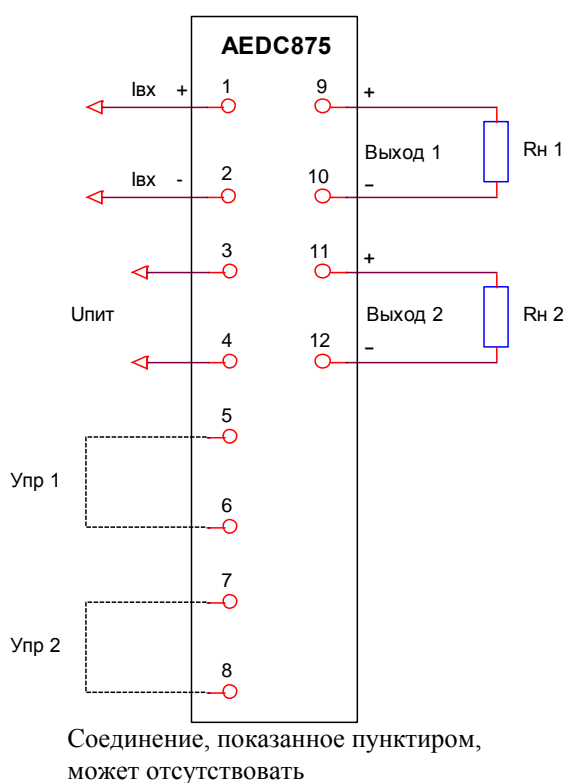 AEDC875
Iвх + 1 9 +
Выход 1 Rн 1
Iвх - 2 10 –
3 11 +
Uпит Выход 2 Rн 2
4 12 –
5
Упр 1
6
7
Упр 2
8
Соединение, показанное пунктиром,
может отсутствовать